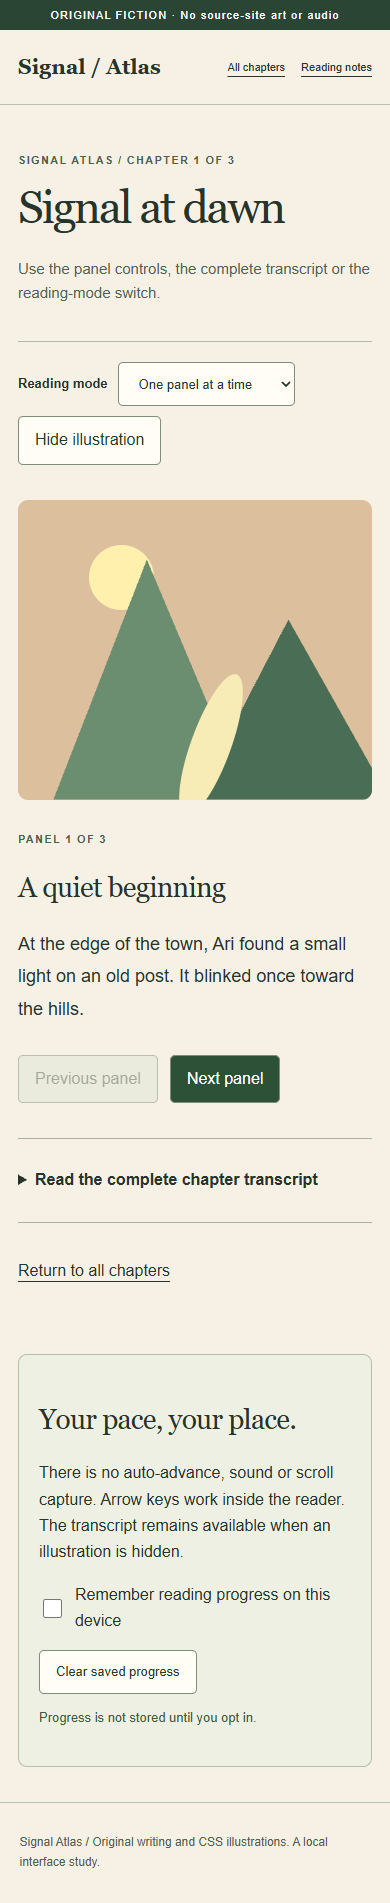 ORIGINAL FICTION · No source-site art or audio
Signal / Atlas
All chapters
Reading notes
SIGNAL ATLAS / CHAPTER 1 OF 3
Signal at dawn
Use the panel controls, the complete transcript or the
reading-mode switch.
Reading mode
One panel at a time
Hide illustration
PANEL 1 OF 3
A quiet beginning
At the edge of the town, Ari found a small
light on an old post. It blinked once toward
the hills.
Previous panel
Next panel
Read the complete chapter transcript
Return to all chapters
Your pace, your place.
There is no auto-advance, sound or scroll
capture. Arrow keys work inside the reader.
The transcript remains available when an
illustration is hidden.
Remember reading progress on this
device
Clear saved progress
Progress is not stored until you opt in.
Signal Atlas / Original writing and CSS illustrations. A local
interface study.